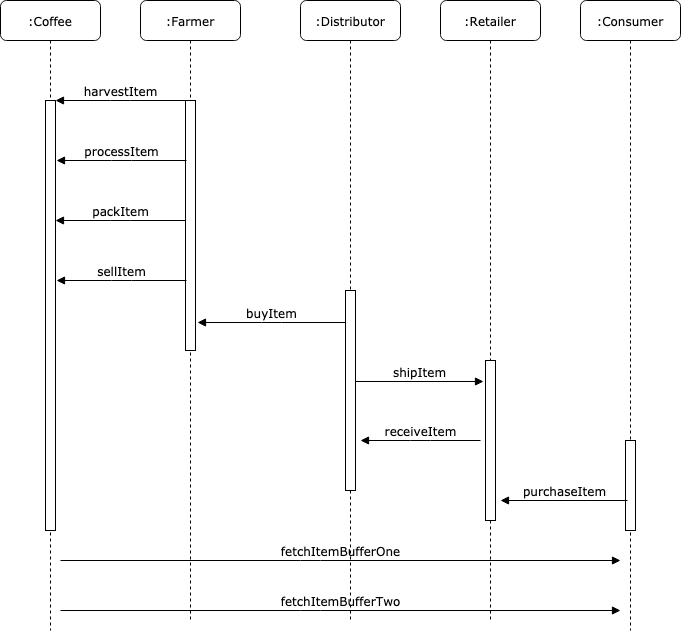 :Coffee
:Farmer
:Distributor
:Retailer
:Consumer
harvestItem
processItem
packItem
sellItem
buyItem
shipItem
receiveItem
purchaseItem
fetchItemBufferOne
fetchItemBufferTwo